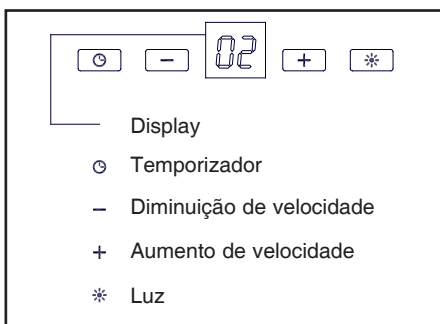 02
Display
Temporizador
– Diminuição de velocidade
+ Aumento de velocidade
Luz